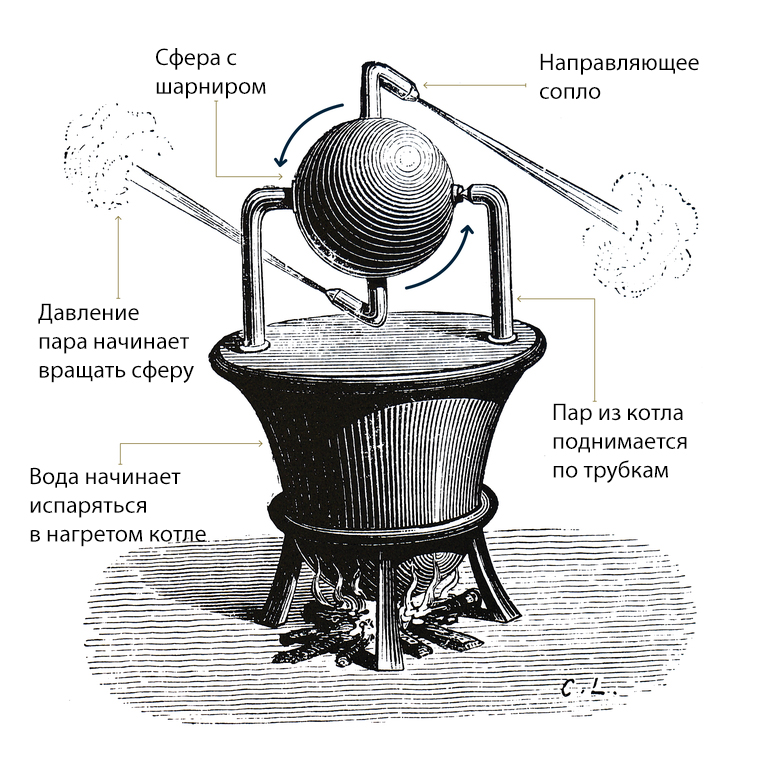 Сфера с
шарниром
Направляющее
сопло
Давление
пара начинает
вращать сферу
Пар из котла
поднимается
по трубкам
Вода начинает
испаряться
в нагретом котле
C.L.